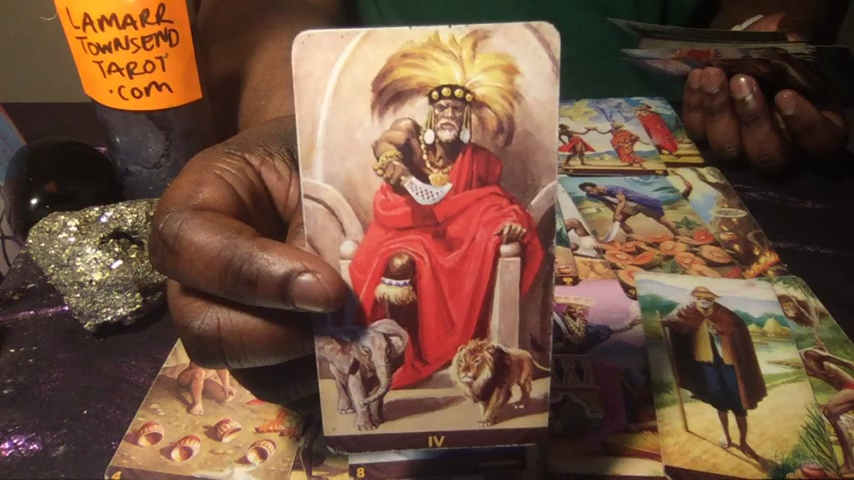 LAMARR
TOWNSEND
TAROT
.COM
IV
4
8